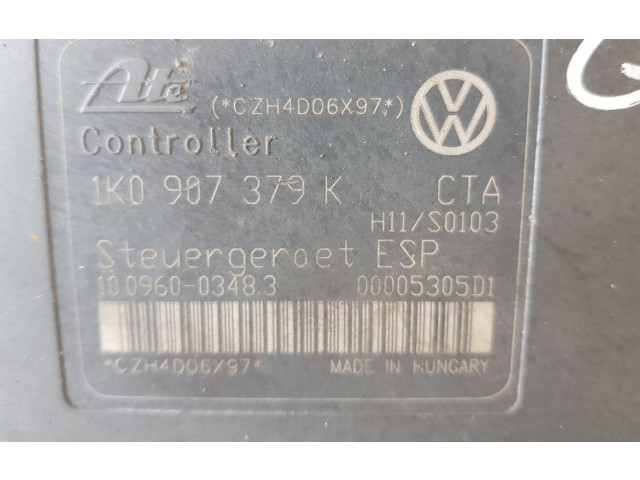 Ate (*CZH4D06X97*)
Controller
1K0 907 379 K CTA
H11/S0103
Steuergeraet ESP
10.0960-0348.3 00005305D1
*CZH4D06X97* MADE IN HUNGARY